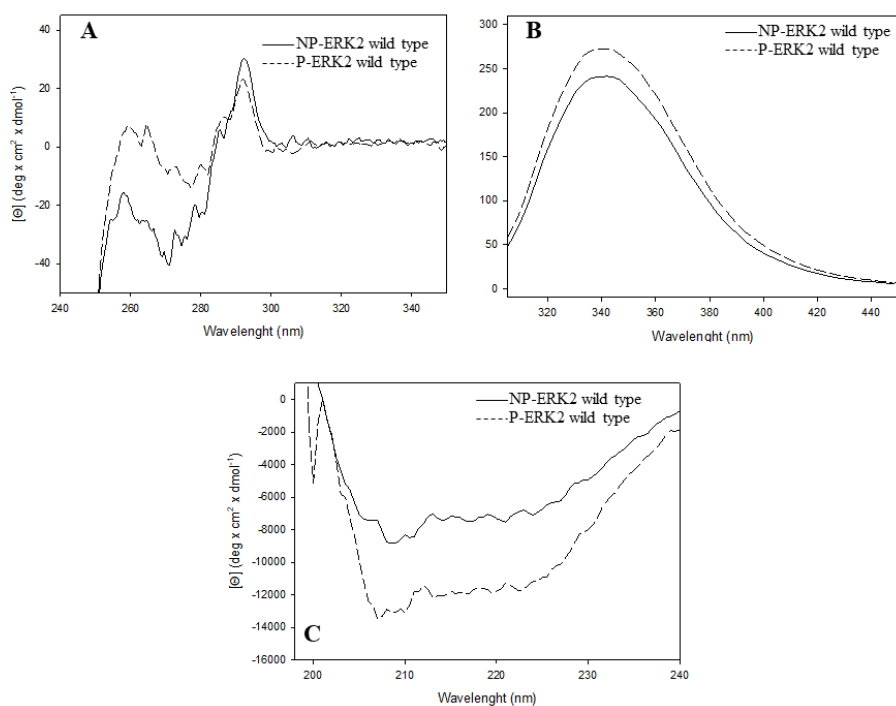 A
NP-ERK2 wild type
P-ERK2 wild type
[Θ] (deg x cm² x dmol⁻¹)
40
20
0
-20
-40
240 260 280 300 320 340
Wavelenght (nm)
B
NP-ERK2 wild type
P-ERK2 wild type
300
250
200
150
100
50
0
320 340 360 380 400 420 440
Wavelenght (nm)
NP-ERK2 wild type
P-ERK2 wild type
[Θ] (deg x cm² x dmol⁻¹)
0
-2000
-4000
-6000
-8000
-10000
-12000
-14000
-16000
C
200 210 220 230 240
Wavelenght (nm)